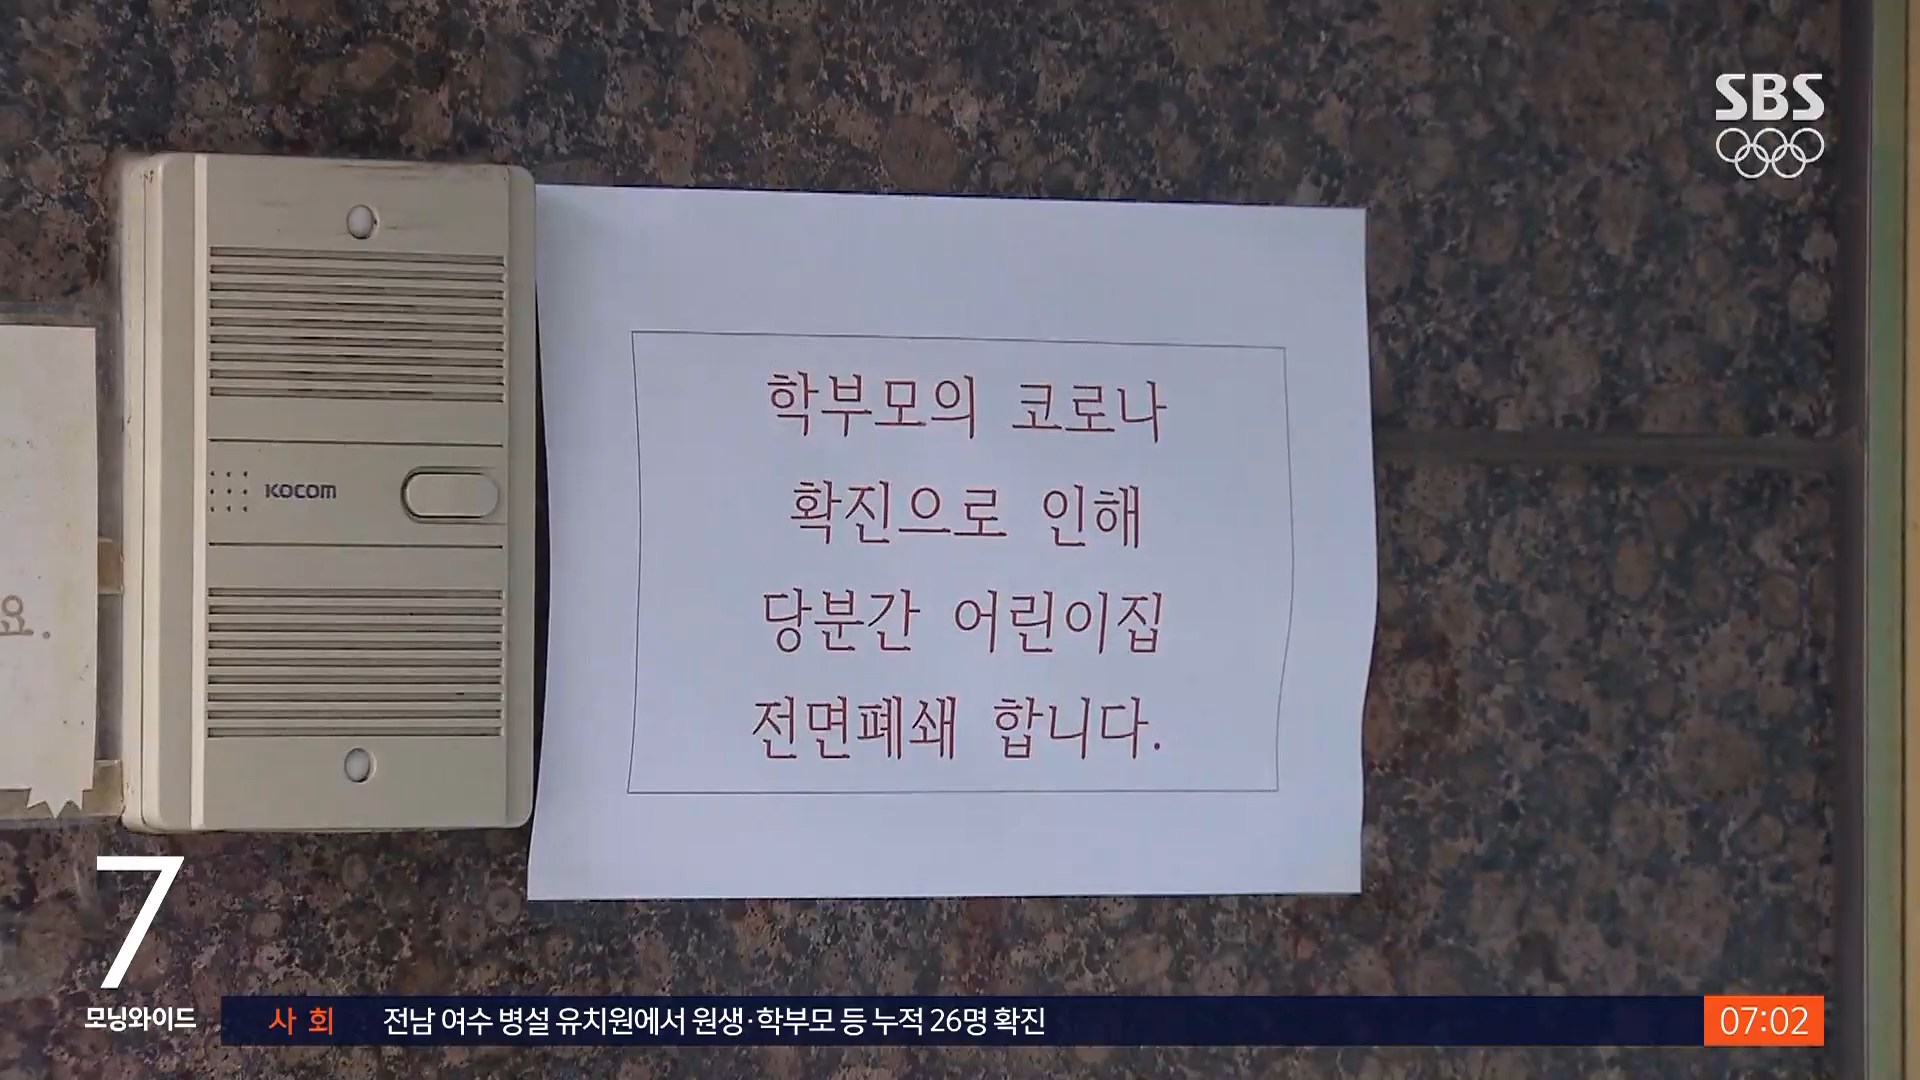 SBS
KOCOM
요.
학부모의 코로나
확진으로 인해
당분간 어린이집
전면폐쇄 합니다.
7
모닝와이드
사회 전남 여수 병설 유치원에서 원생·학부모 등 누적 26명 확진 07:02